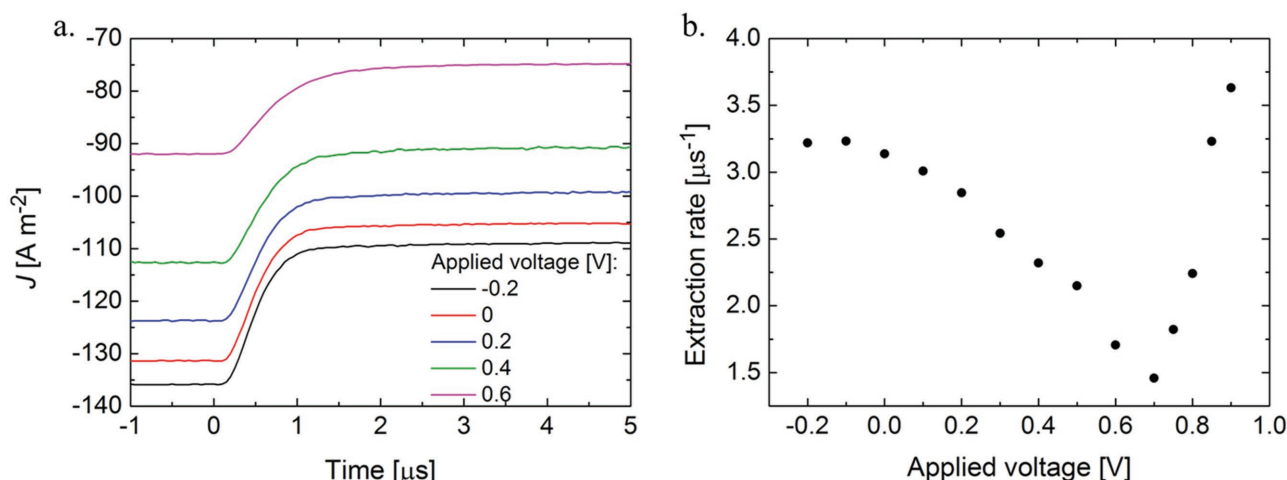 a.
-70
-80
-90
-100
-110
-120
-130
-140
J [A m-2]
Applied voltage [V]:
-0.2
0
0.2
0.4
0.6
-1 0 1 2 3 4 5
Time [μs]
b.
4.0
3.5
3.0
2.5
2.0
1.5
Extraction rate [μs-1]
-0.2 0.0 0.2 0.4 0.6 0.8 1.0
Applied voltage [V]